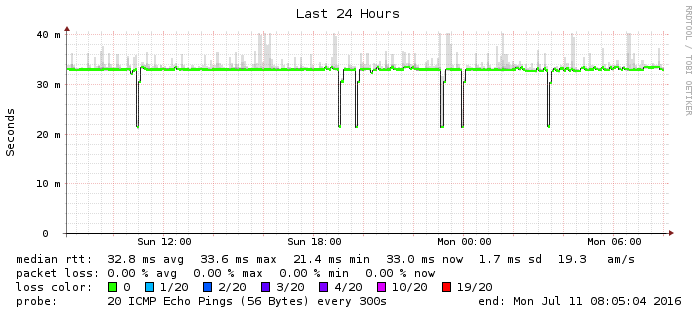 Last 24 Hours
RRDTOOL / TOBI OETIKER
Seconds
40 m
30 m
20 m
10 m
0
Sun 12:00 Sun 18:00 Mon 00:00 Mon 06:00
median rtt: 32.8 ms avg 33.6 ms max 21.4 ms min 33.0 ms now 1.7 ms sd 19.3 am/s
packet loss: 0.00 % avg 0.00 % max 0.00 % min 0.00 % now
loss color: 0 1/20 2/20 3/20 4/20 10/20 19/20
probe: 20 ICMP Echo Pings (56 Bytes) every 300s end: Mon Jul 11 08:05:04 2016